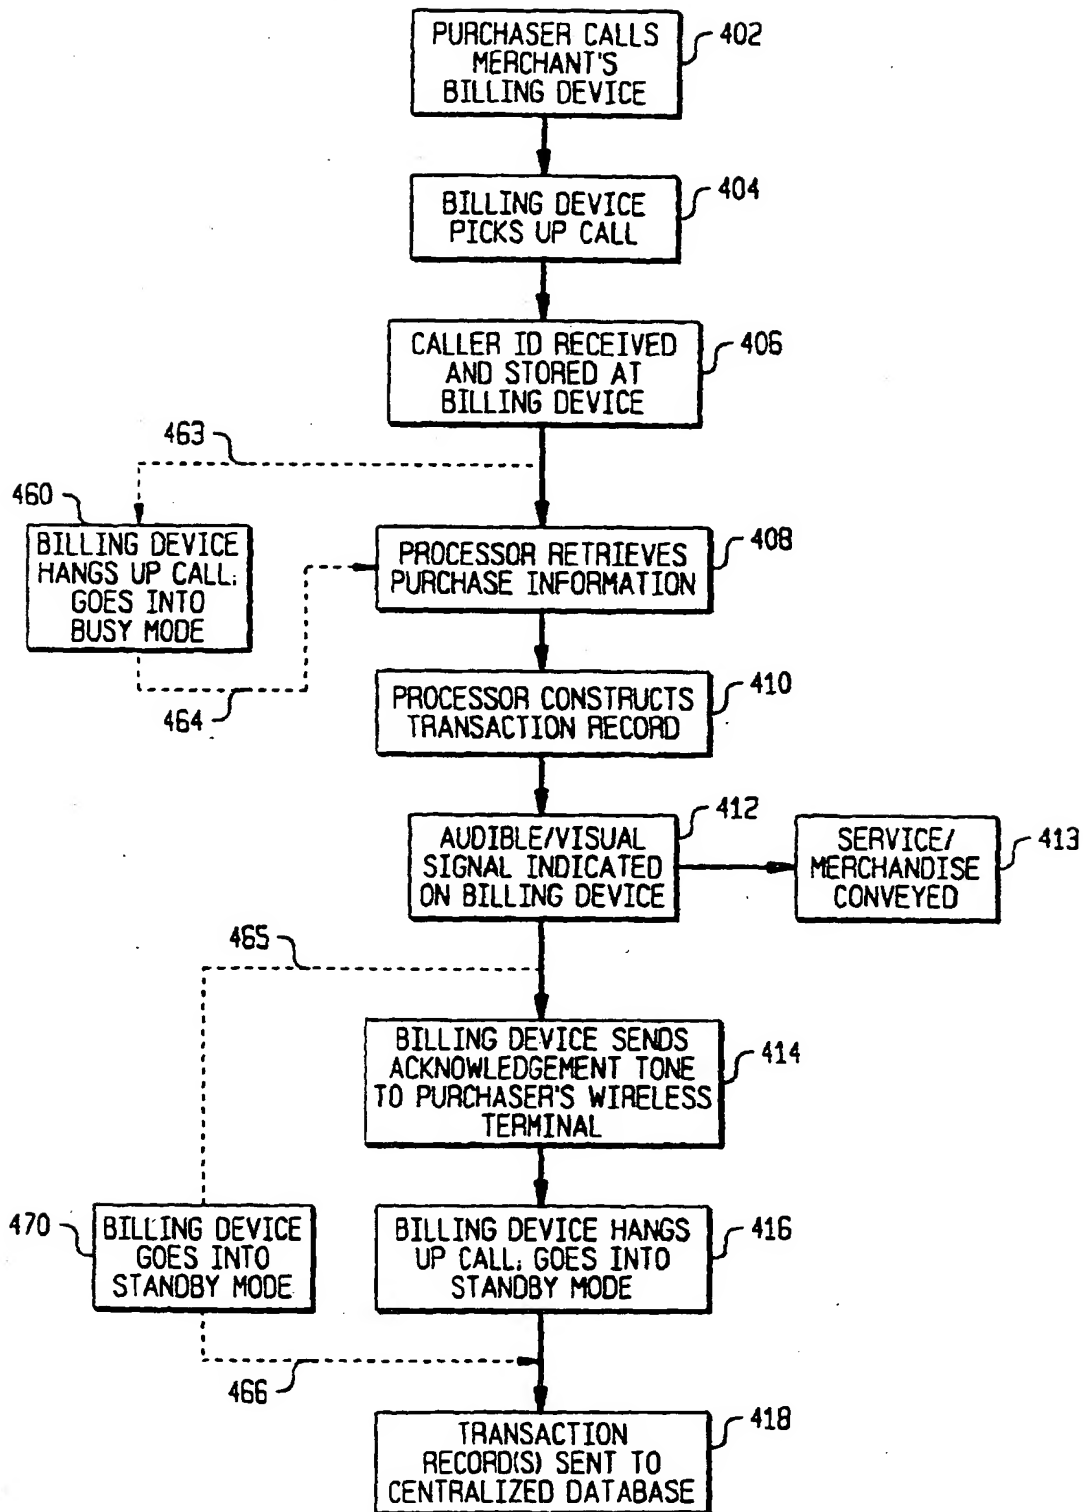 PURCHASER CALLS
MERCHANT'S
BILLING DEVICE
402
BILLING DEVICE
PICKS UP CALL
404
CALLER ID RECEIVED
AND STORED AT
BILLING DEVICE
406
463
460
BILLING DEVICE
HANGS UP CALL;
GOES INTO
BUSY MODE
464
PROCESSOR RETRIEVES
PURCHASE INFORMATION
408
PROCESSOR CONSTRUCTS
TRANSACTION RECORD
410
AUDIBLE/VISUAL
SIGNAL INDICATED
ON BILLING DEVICE
412
SERVICE/
MERCHANDISE
CONVEYED
413
465
BILLING DEVICE SENDS
ACKNOWLEDGEMENT TONE
TO PURCHASER'S WIRELESS
TERMINAL
414
470
BILLING DEVICE
GOES INTO
STANDBY MODE
BILLING DEVICE HANGS
UP CALL; GOES INTO
STANDBY MODE
416
466
TRANSACTION
RECORD(S) SENT TO
CENTRALIZED DATABASE
418